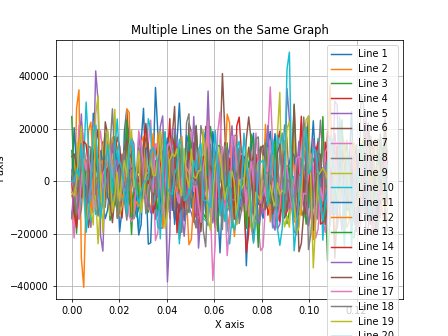 Multiple Lines on the Same Graph
40000
20000
0
−20000
−40000
0.00
0.02
0.04
0.06
0.08
0.10
X axis
axis
Line 1
Line 2
Line 3
Line 4
Line 5
Line 6
Line 7
Line 8
Line 9
Line 10
Line 11
Line 12
Line 13
Line 14
Line 15
Line 16
Line 17
Line 18
Line 19
Line 20